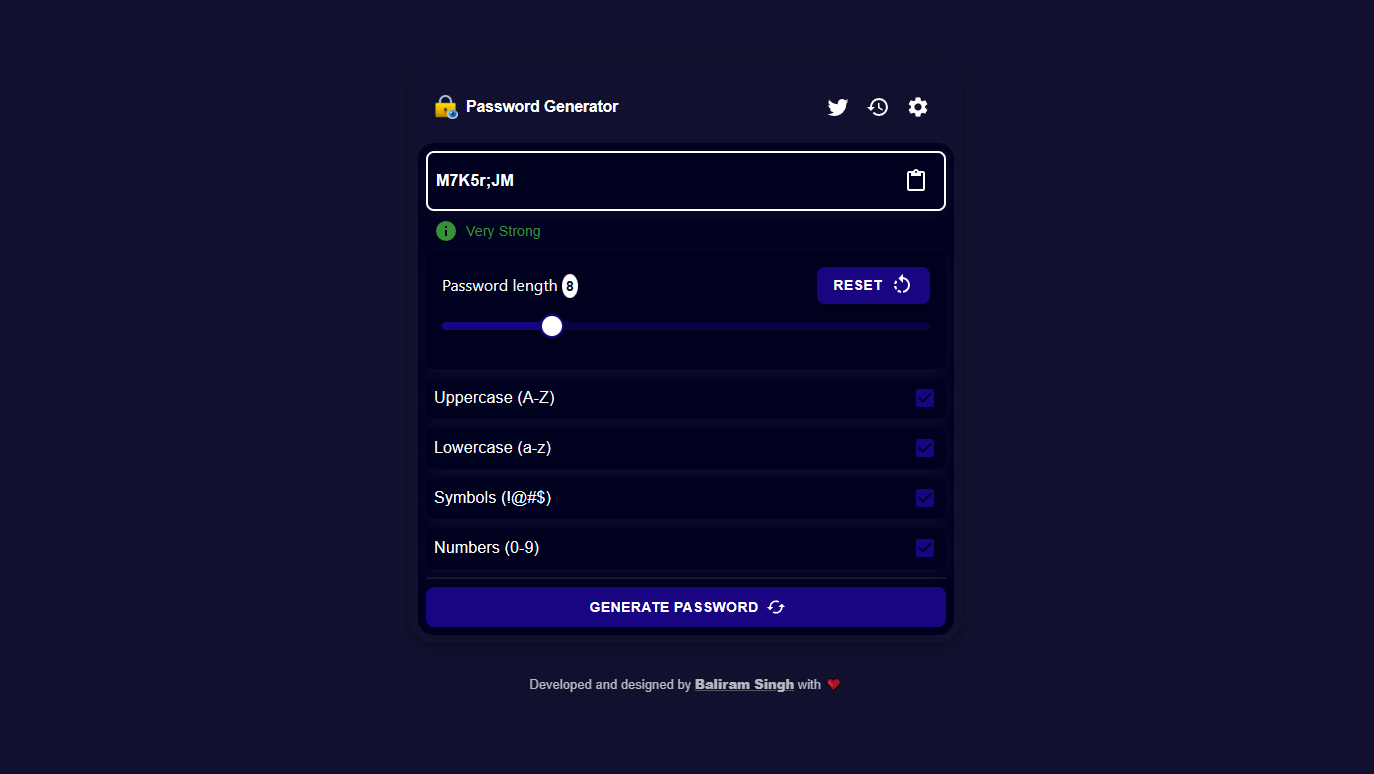 Password Generator
M7K5r;JM
Very Strong
Password length 8
RESET
Uppercase (A-Z)
Lowercase (a-z)
Symbols (!@#$)
Numbers (0-9)
GENERATE PASSWORD
Developed and designed by Baliram Singh with